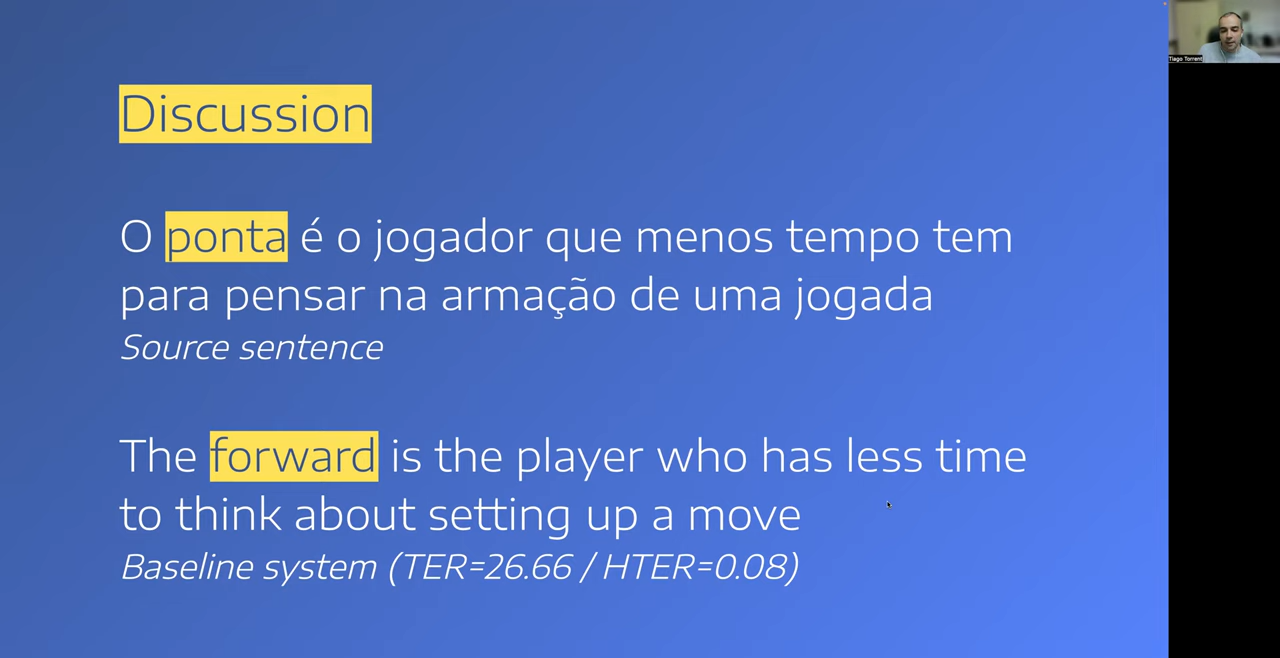 Discussion
O ponta é o jogador que menos tempo tem
para pensar na armação de uma jogada
Source sentence
The forward is the player who has less time
to think about setting up a move
Baseline system (TER=26.66 / HTER=0.08)
Tiago Torrent